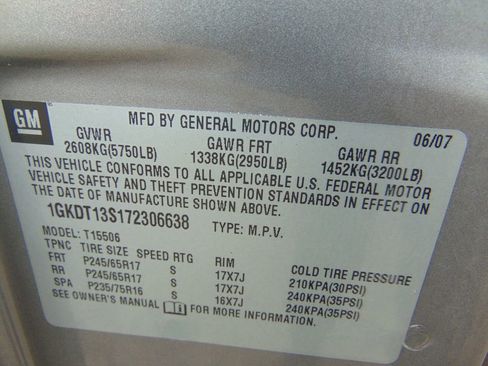 GM MFD BY GENERAL MOTORS CORP. 06/07
GVWR GAWR FRT GAWR RR
2608KG(5750LB) 1338KG(2950LB) 1452KG(3200LB)
THIS VEHICLE CONFORMS TO ALL APPLICABLE U.S. FEDERAL MOTOR
VEHICLE SAFETY AND THEFT PREVENTION STANDARDS IN EFFECT ON
THE DATE OF MANUFACTURE SHOWN ABOVE.
1GKDT13S172306638 TYPE: M.P.V.
MODEL: T15506
TPNC TIRE SIZE SPEED RTG RIM COLD TIRE PRESSURE
FRT P245/65R17 S 17X7J 210KPA(30PSI)
RR P245/65R17 S 17X7J 240KPA(35PSI)
SPA P235/75R16 S 16X7J 240KPA(35PSI)
SEE OWNER'S MANUAL FOR MORE INFORMATION.